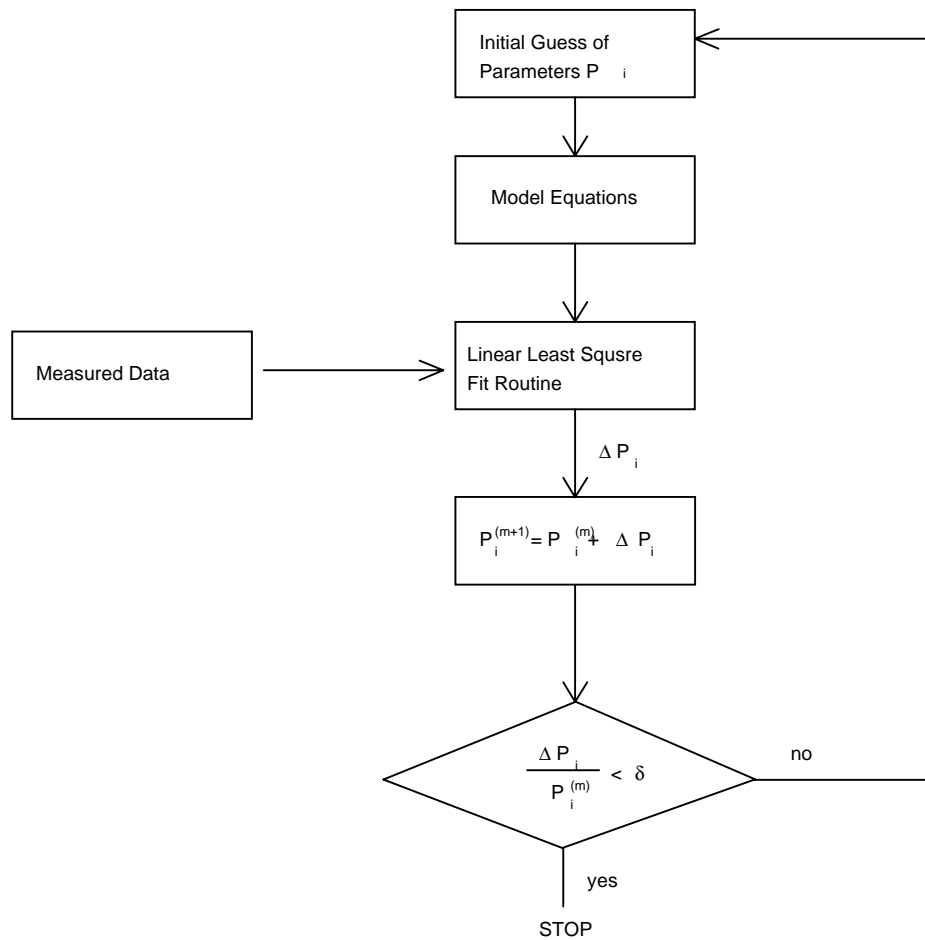 Initial Guess of
Parameters P i
Model Equations
Linear Least Squsre
Fit Routine
Measured Data
Δ P i
P i (m+1) = P i (m) + Δ P i
Δ P i
P i (m)
< δ
no
yes
STOP